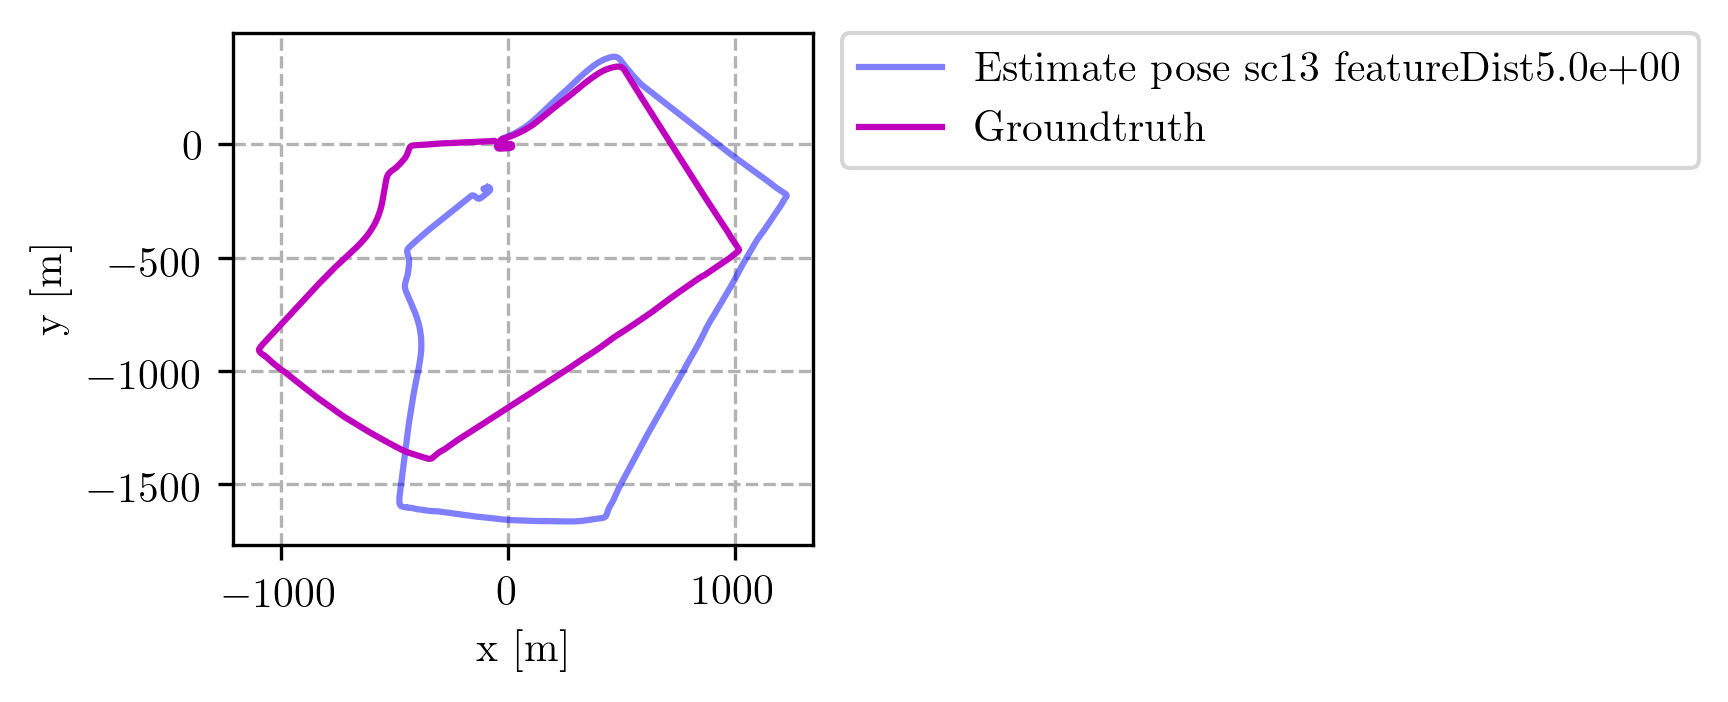 Estimate pose sc13 featureDist5.0e+00
Groundtruth
0
−500
−1000
−1500
y [m]
−1000 0 1000
x [m]